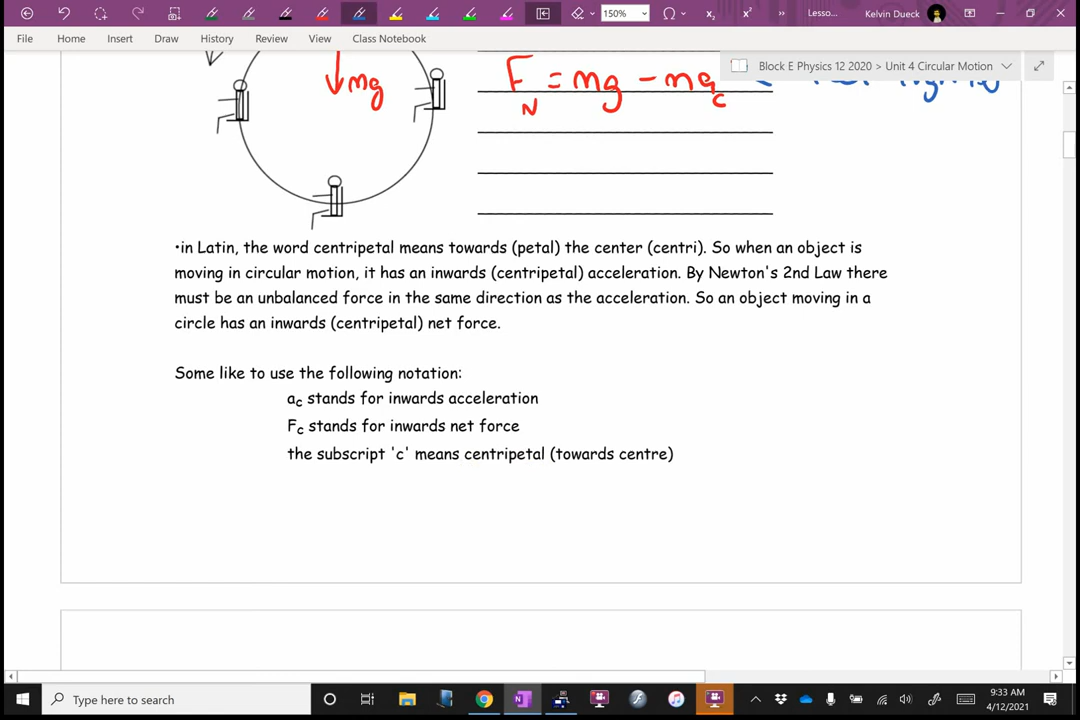 150%
Lesso...
Kelvin Dueck
File Home Insert Draw History Review View Class Notebook
Block E Physics 12 2020 > Unit 4 Circular Motion
mg
F_N = mg - ma_c
•in Latin, the word centripetal means towards (petal) the center (centri). So when an object is
moving in circular motion, it has an inwards (centripetal) acceleration. By Newton's 2nd Law there
must be an unbalanced force in the same direction as the acceleration. So an object moving in a
circle has an inwards (centripetal) net force.
Some like to use the following notation:
a_c stands for inwards acceleration
F_c stands for inwards net force
the subscript 'c' means centripetal (towards centre)
Type here to search
9:33 AM
4/12/2021